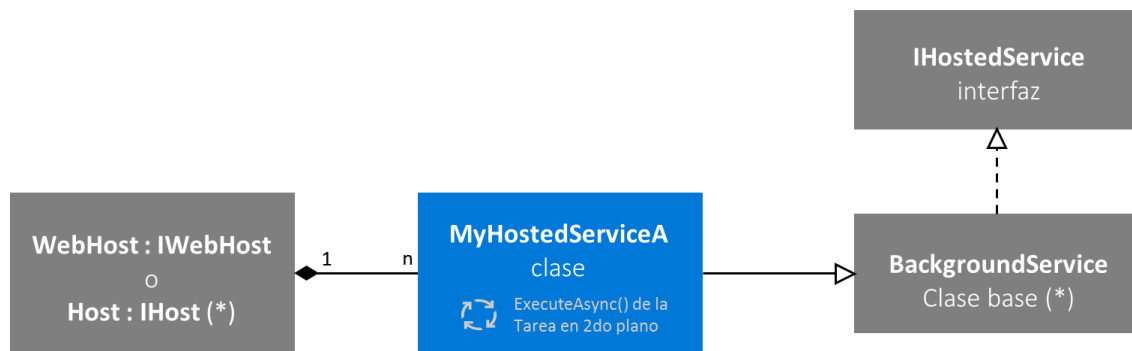 IHostedService
interfaz
WebHost : IWebHost
o
Host : IHost (*)
1
n
MyHostedServiceA
clase
ExecuteAsync() de la
Tarea en 2do plano
BackgroundService
Clase base (*)